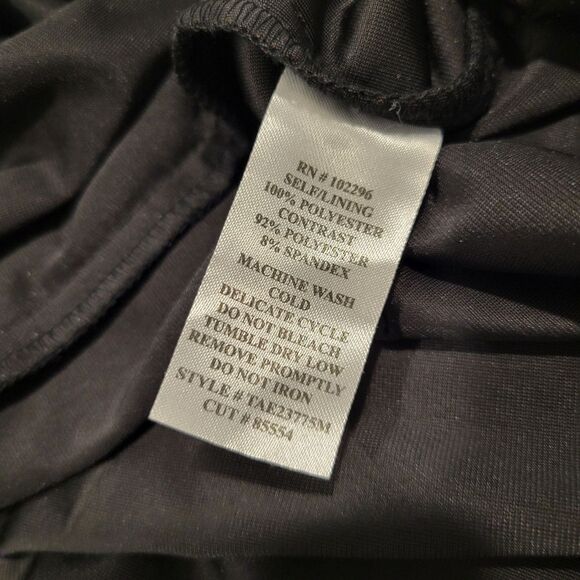 RN # 102296
SELF/LINING
100% POLYESTER
CONTRAST
92% POLYESTER
8% SPANDEX
MACHINE WASH
COLD
DELICATE CYCLE
DO NOT BLEACH
TUMBLE DRY LOW
REMOVE PROMPTLY
DO NOT IRON
STYLE # TAE23775M
CUT # 85554